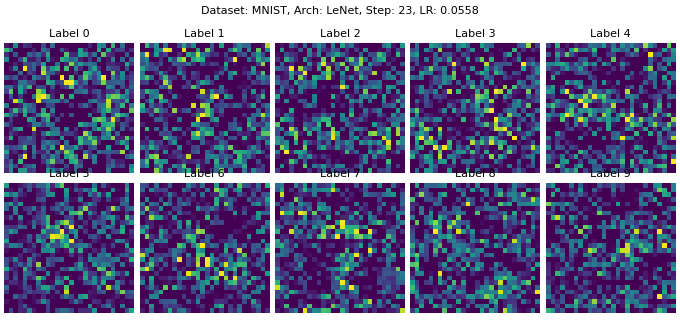 Dataset: MNIST, Arch: LeNet, Step: 23, LR: 0.0558
Label 0 Label 1 Label 2 Label 3 Label 4
Label 5 Label 6 Label 7 Label 8 Label 9